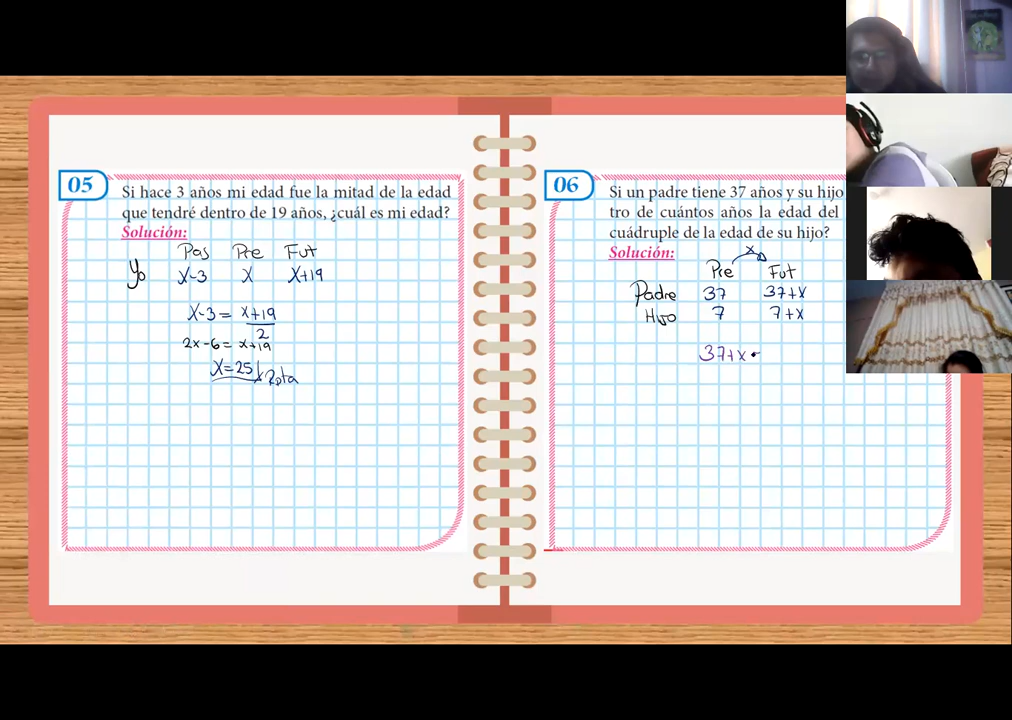 05
Si hace 3 años mi edad fue la mitad de la edad
que tendré dentro de 19 años, ¿cuál es mi edad?
Solución:
Pas Pre Fut
Yo X-3 X X+19
X-3 = X+19
2
2x-6 = x+19
X=25
06
Si un padre tiene 37 años y su hijo
tro de cuántos años la edad del
cuádruple de la edad de su hijo?
Solución:
x
Pre Fut
Padre 37 37+X
Hijo 7 7+X
37+x